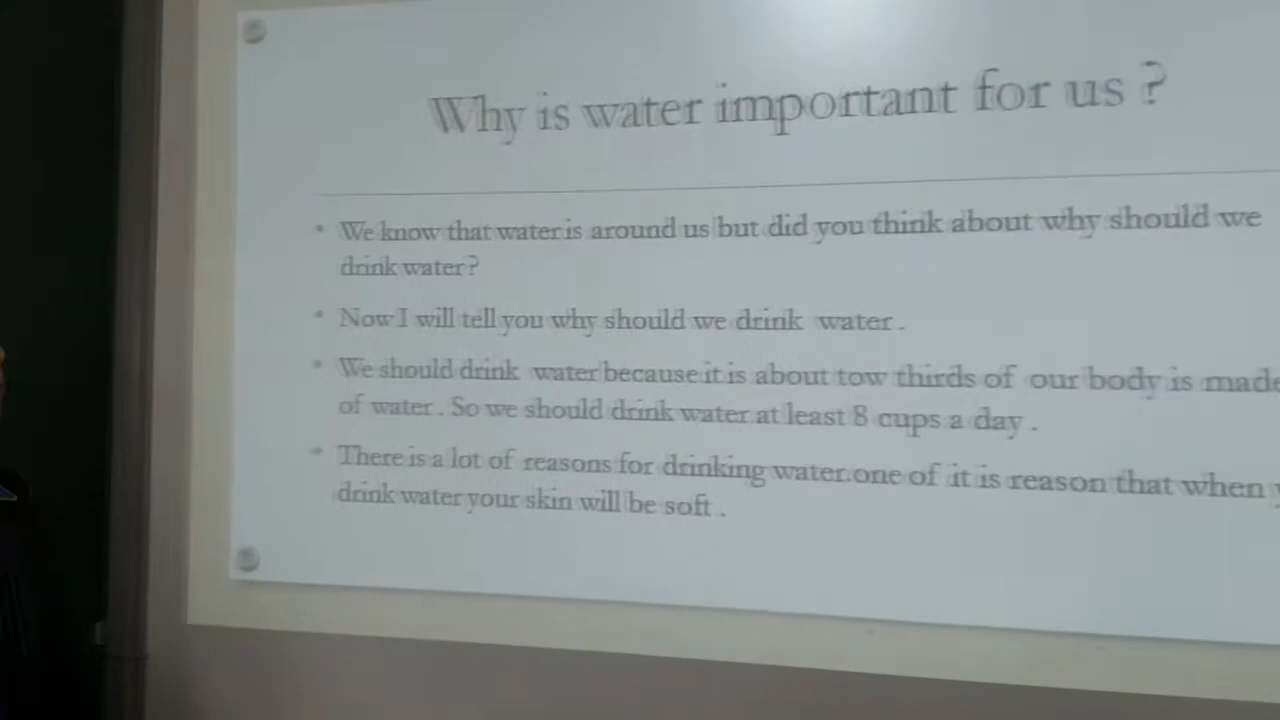 Why is water important for us ?
• We know that water is around us but did you think about why should we
drink water?
• Now I will tell you why should we drink water .
• We should drink water because it is about tow thirds of our body is made
of water . So we should drink water at least 8 cups a day .
• There is a lot of reasons for drinking water.one of it is reason that when
drink water your skin will be soft .